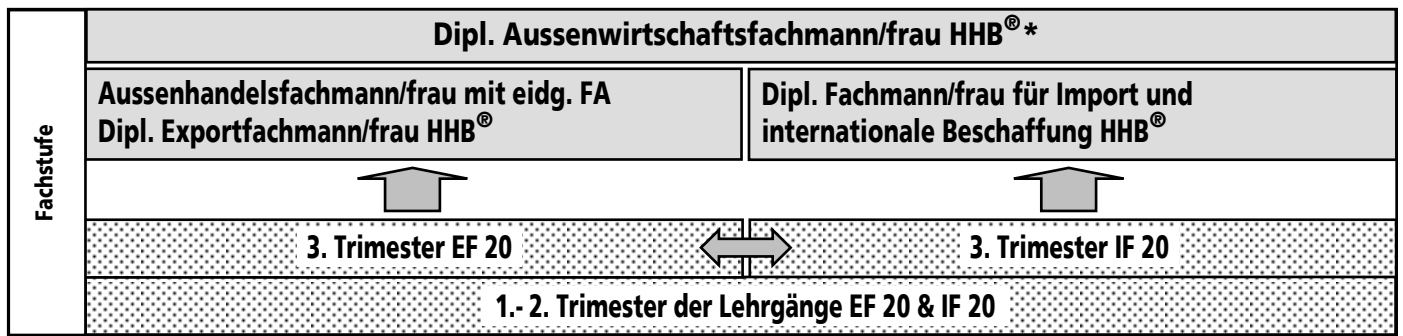 Fachstufe
Dipl. Aussenwirtschaftsfachmann/frau HHB®*
Aussenhandelsfachmann/frau mit eidg. FA
Dipl. Exportfachmann/frau HHB®
Dipl. Fachmann/frau für Import und
internationale Beschaffung HHB®
3. Trimester EF 20
3. Trimester IF 20
1.- 2. Trimester der Lehrgänge EF 20 & IF 20